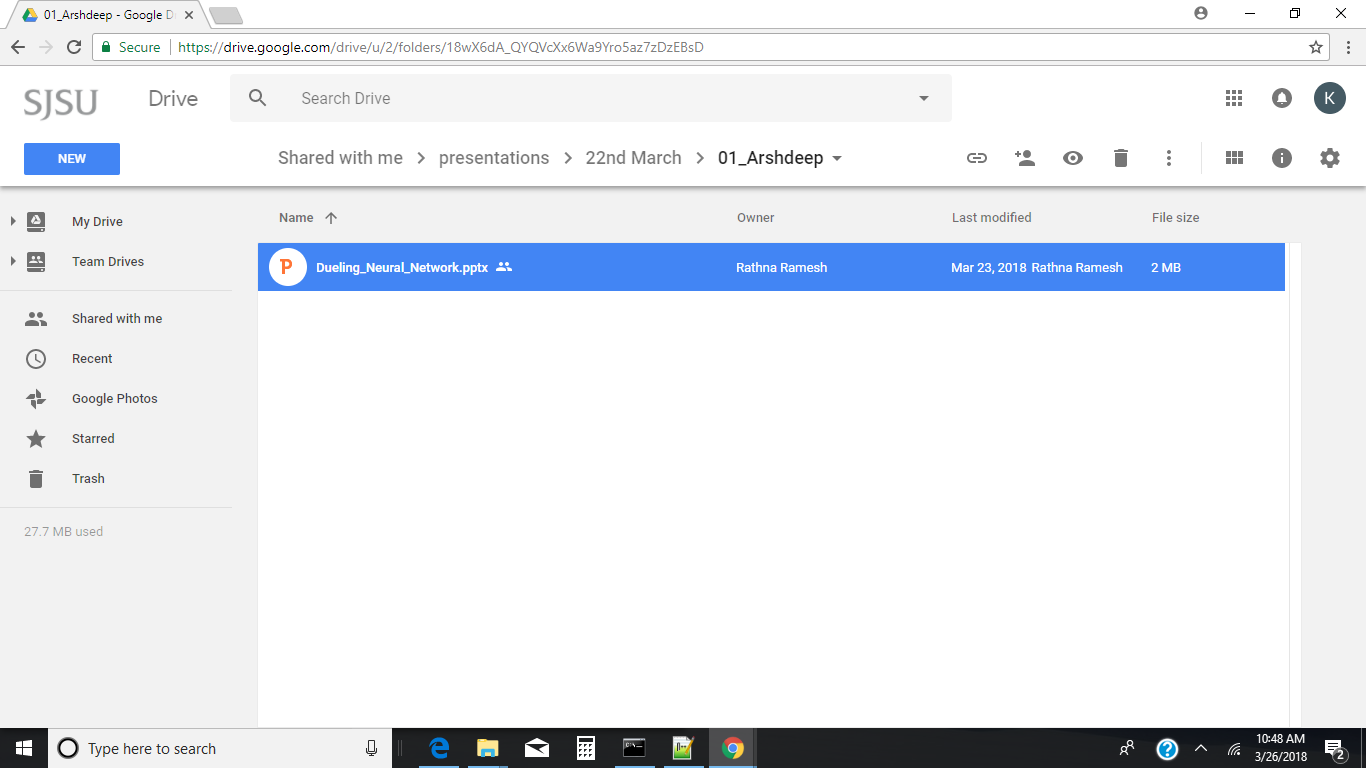 01_Arshdeep - Google D
Secure https://drive.google.com/drive/u/2/folders/18wX6dA_QYQVcXx6Wa9Yro5az7zDzEBsD
SJSU Drive Search Drive K
NEW Shared with me presentations 22nd March 01_Arshdeep
My Drive
Team Drives
Shared with me
Recent
Google Photos
Starred
Trash
27.7 MB used
Name Owner Last modified File size
P Dueling_Neural_Network.pptx Rathna Ramesh Mar 23, 2018 Rathna Ramesh 2 MB
Type here to search
10:48 AM
3/26/2018
2